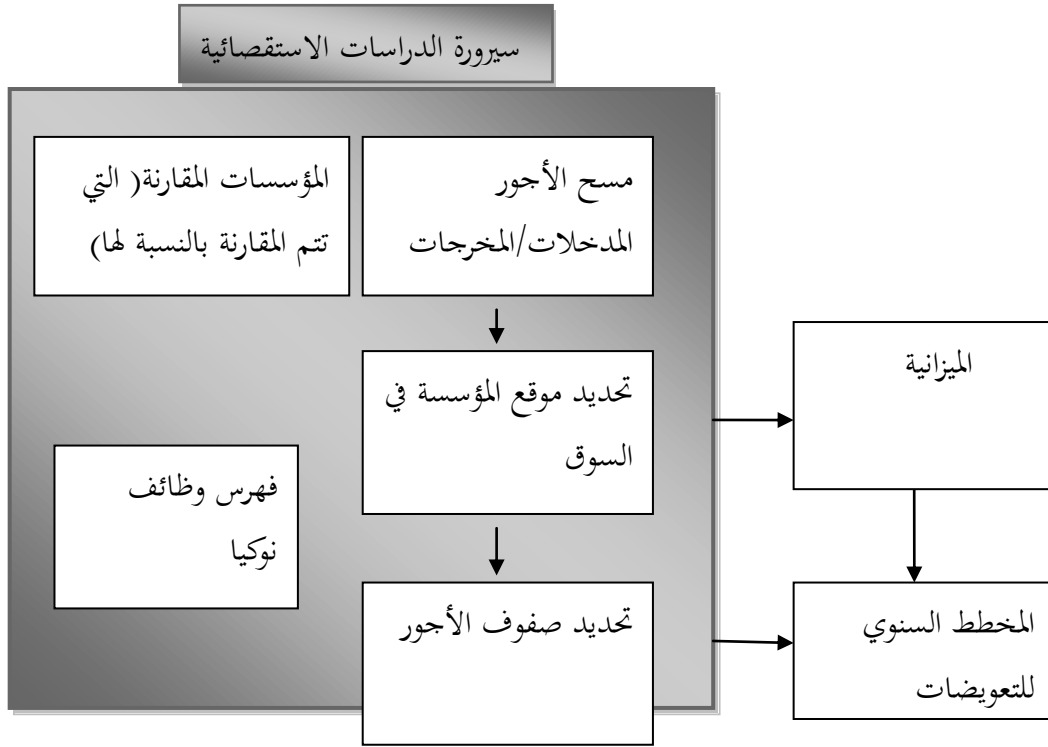 سيرورة الدراسات الاستقصائية
مسح الأجور
المدخلات/المخرجات
المؤسسات المقارنة( التي
تتم المقارنة بالنسبة لها)
تحديد موقع المؤسسة في
السوق
الميزانية
فهرس وظائف
نوكيا
تحديد صفوف الأجور
المخطط السنوي
للتعويضات